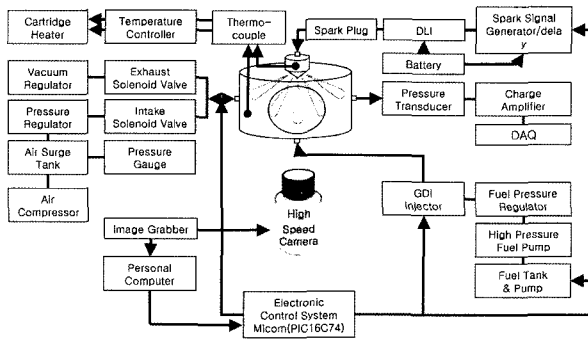 Cartridge
Heater
Temperature
Controller
Thermo-
couple
Spark Plug
DLI
Spark Signal
Generator/dela
y
Battery
Vacuum
Regulator
Exhaust
Solenoid Valve
Pressure
Transducer
Charge
Amplifier
Pressure
Regulator
Intake
Solenoid Valve
DAQ
Air Surge
Tank
Pressure
Gauge
Air
Compressor
GDI
Injector
Fuel Pressure
Regulator
High
Speed
Camera
Image Grabber
High Pressure
Fuel Pump
Personal
Computer
Fuel Tank
& Pump
Electronic
Control System
Micom(PIC16C74)